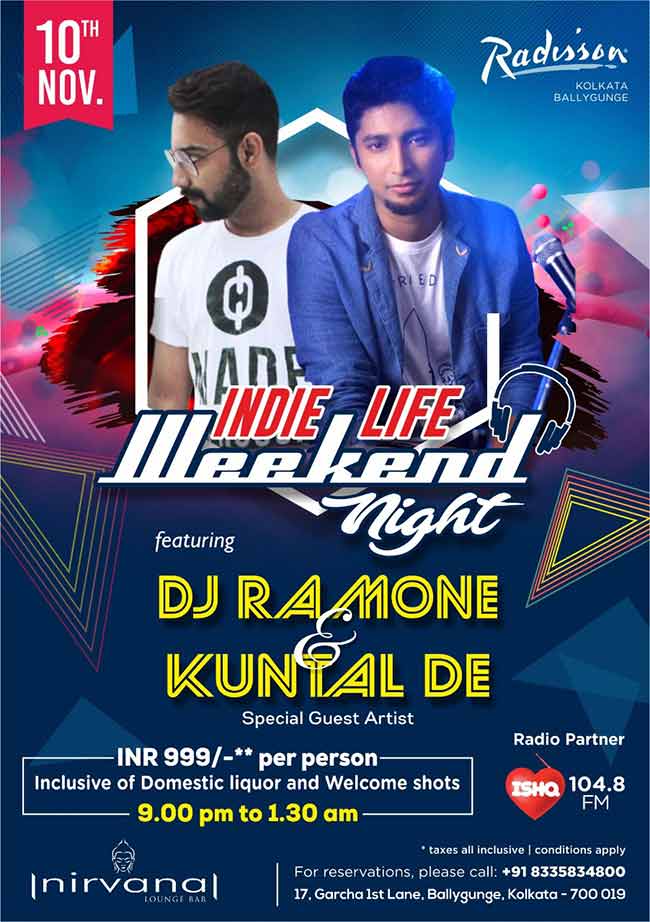 10TH
NOV.
Radisson
KOLKATA
BALLYGUNGE
MADE
RIED
INDIE LIFE
Weekend
Night
featuring
DJ RAMONE
&
KUNTAL DE
Special Guest Artist
INR 999/-** per person
Inclusive of Domestic liquor and Welcome shots
9.00 pm to 1.30 am
Radio Partner
ISHQ
104.8
FM
* taxes all inclusive | conditions apply
nirvana
LOUNGE BAR
For reservations, please call: +91 8335834800
17, Garcha 1st Lane, Ballygunge, Kolkata - 700 019